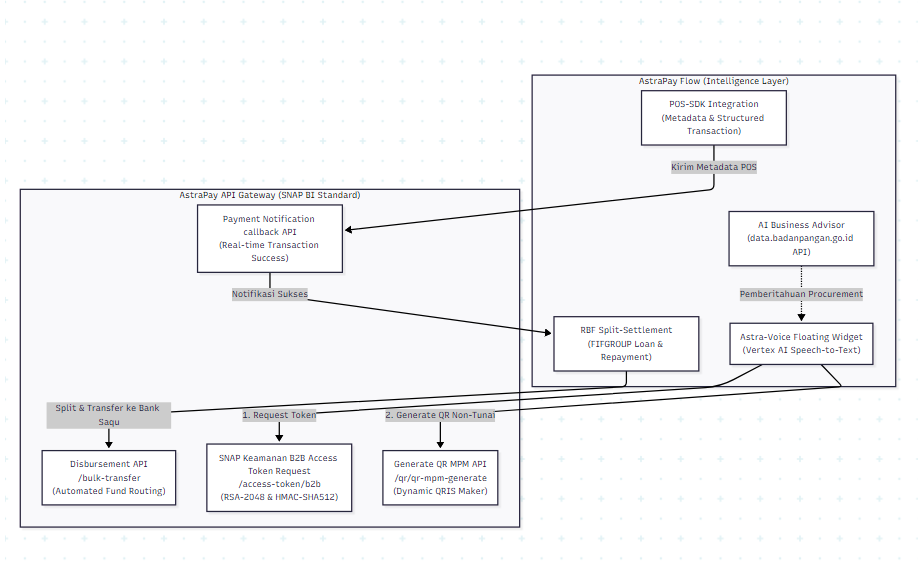 AstraPay Flow (Intelligence Layer)
POS-SDK Integration
(Metadata & Structured
Transaction)
Kirim Metadata POS
AstraPay API Gateway (SNAP BI Standard)
Payment Notification
callback API
(Real-time Transaction
Success)
AI Business Advisor
(data.badanpangan.go.id
API)
Notifikasi Sukses
Pemberitahuan Procurement
RBF Split-Settlement
(FIFGROUP Loan &
Repayment)
Astra-Voice Floating Widget
(Vertex AI Speech-to-Text)
Split & Transfer ke Bank
Saqu
1. Request Token
2. Generate QR Non-Tunai
Disbursement API
/bulk-transfer
(Automated Fund Routing)
SNAP Keamanan B2B Access
Token Request
/access-token/b2b
(RSA-2048 & HMAC-SHA512)
Generate QR MPM API
/qr/qr-mpm-generate
(Dynamic QRIS Maker)